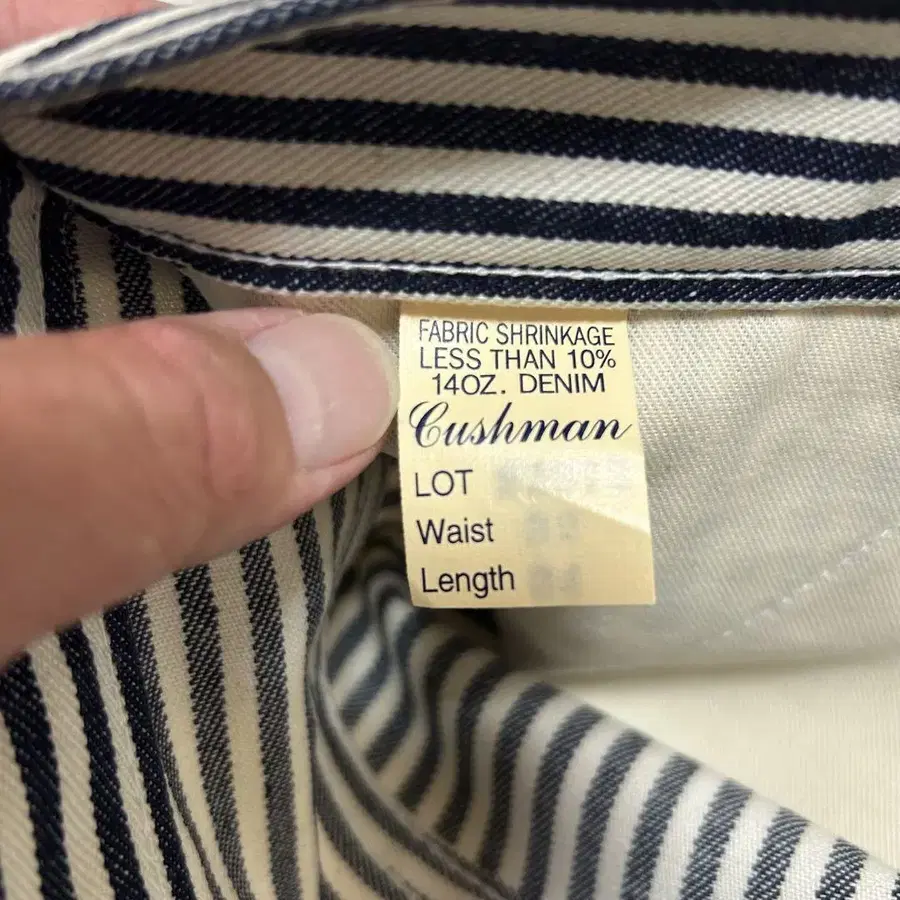 FABRIC SHRINKAGE
LESS THAN 10%
14OZ. DENIM
Cushman
LOT
Waist
Length